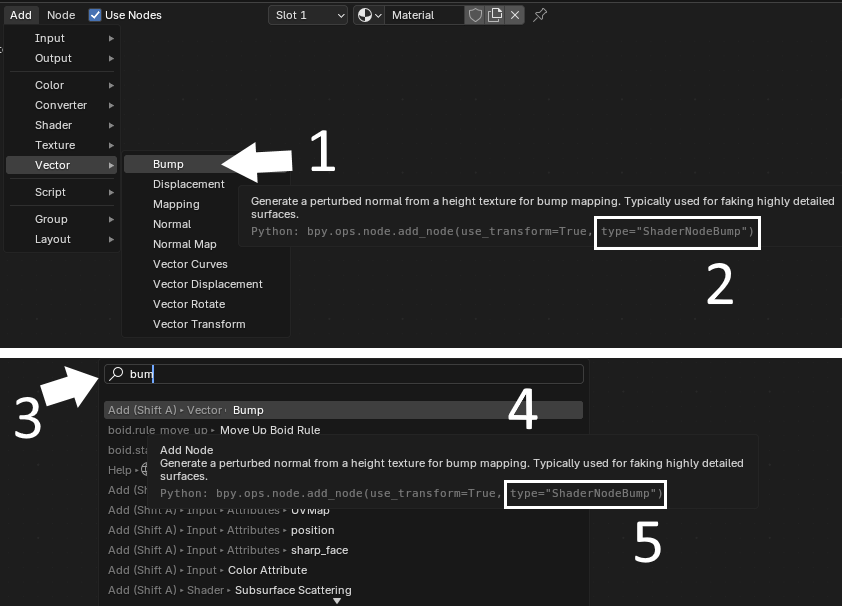 Add Node Use Nodes Slot 1 Material
Input
Output
Color
Converter
Shader
Texture
Vector
Script
Group
Layout
1
Bump
Displacement
Mapping
Normal
Normal Map
Vector Curves
Vector Displacement
Vector Rotate
Vector Transform
Generate a perturbed normal from a height texture for bump mapping. Typically used for faking highly detailed
surfaces.
Python: bpy.ops.node.add_node(use_transform=True, type="ShaderNodeBump")
2
3
bum
4
Add (Shift A) ▸ Vector ▸ Bump
boid.rule_move_up ▸ Move Up Boid Rule
boid.sta
Help ▸
Add (Sh
Add Node
Generate a perturbed normal from a height texture for bump mapping. Typically used for faking highly detailed
surfaces.
Python: bpy.ops.node.add_node(use_transform=True, type="ShaderNodeBump")
5
Add (Shift A) ▸ Input ▸ Attributes ▸ UVMap
Add (Shift A) ▸ Input ▸ Attributes ▸ position
Add (Shift A) ▸ Input ▸ Attributes ▸ sharp_face
Add (Shift A) ▸ Input ▸ Color Attribute
Add (Shift A) ▸ Shader ▸ Subsurface Scattering